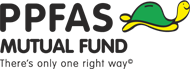 PPFAS
MUTUAL FUND
There's only one right way©